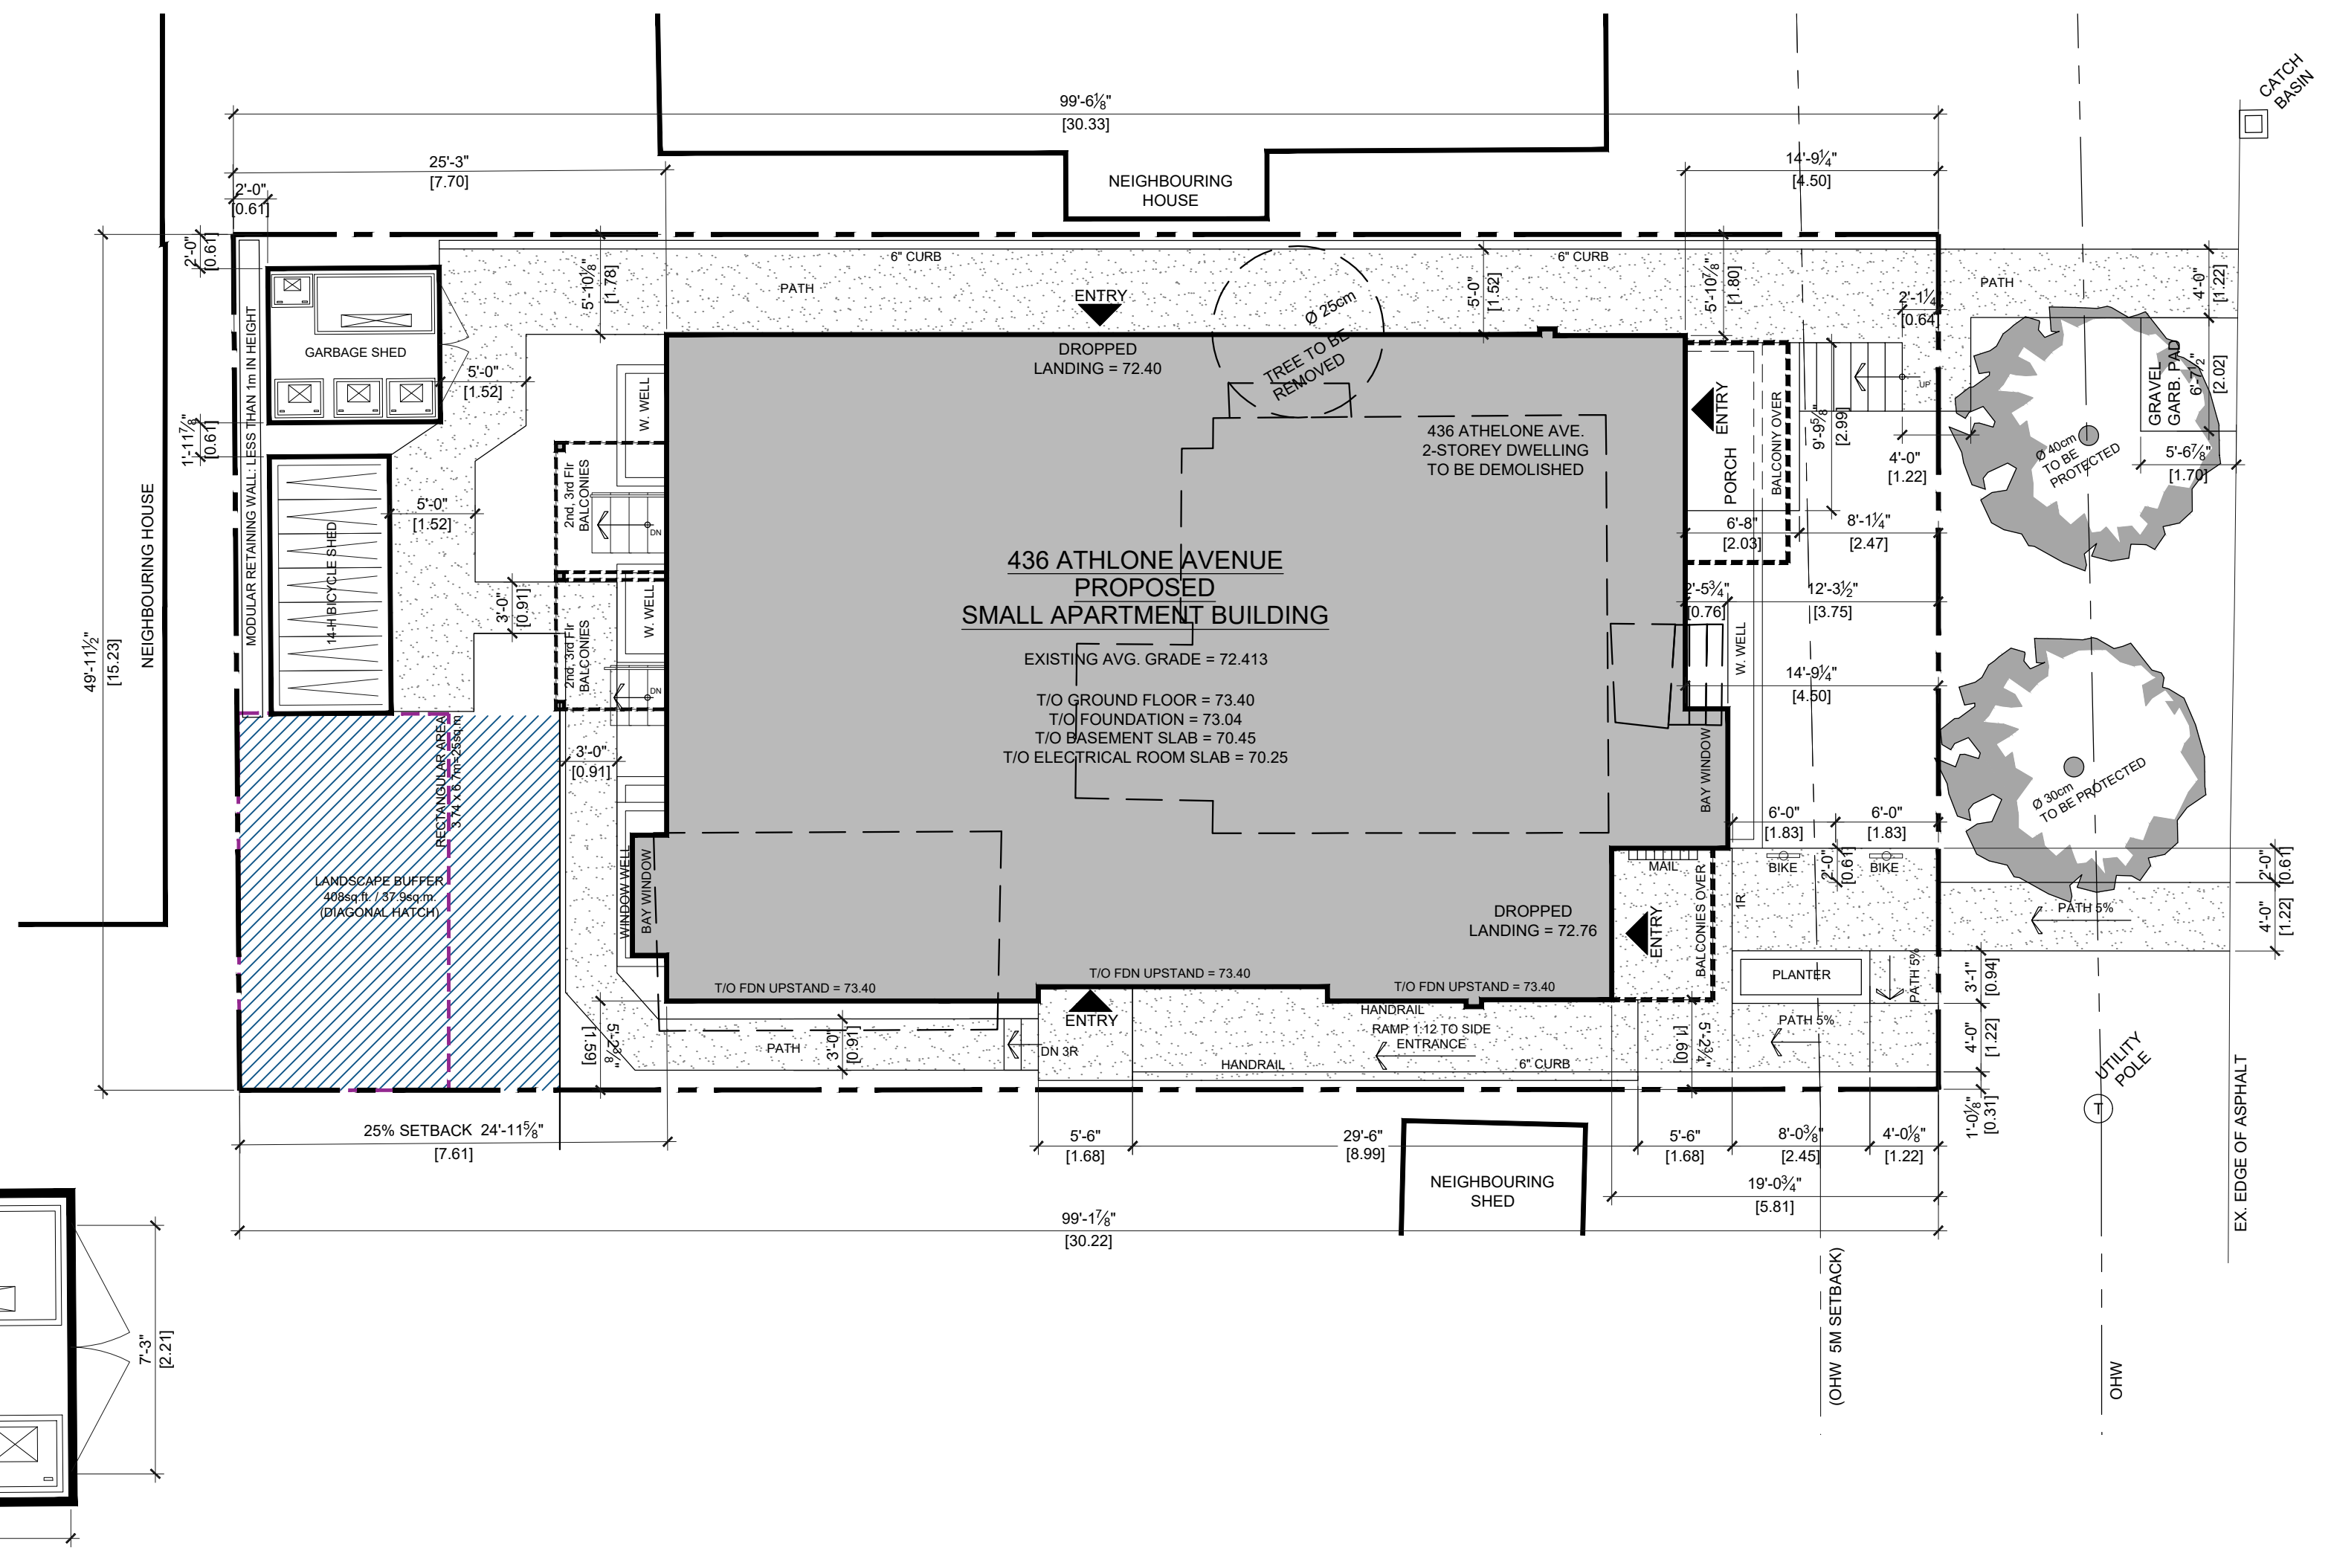 CATCH
BASIN
99'-6⅛"
[30.33]
25'-3"
[7.70]
14'-9¼"
[4.50]
2'-0"
[0.61]
NEIGHBOURING
HOUSE
2'-0"
[0.61]
6" CURB
6" CURB
5'-10⅛"
[1.78]
PATH
ENTRY
5'-0"
[1.52]
5'-10⅞"
[1.80]
PATH
4'-0"
[1.22]
2'-1¼"
[0.64]
Ø 25cm
TREE TO BE
REMOVED
GARBAGE SHED
DROPPED
LANDING = 72.40
5'-0"
[1.52]
W. WELL
UP
GRAVEL
GARB. PAD
6'-7½"
[2.02]
MODULAR RETAINING WALL: LESS THAN 1m IN HEIGHT
1'-11⅞"
[0.61]
ENTRY
PORCH
BALCONIY OVER
9'-9⅝"
[2.99]
436 ATHELONE AVE.
2-STOREY DWELLING
TO BE DEMOLISHED
4'-0"
[1.22]
Ø 40cm
TO BE
PROTECTED
5'-6⅞"
[1.70]
2nd, 3rd Flr
BALCONIES
DN
5'-0"
[1.52]
14-H BICYCLE SHED
6'-8"
[2.03]
8'-1¼"
[2.47]
NEIGHBOURING HOUSE
49'-11½"
[15.23]
436 ATHLONE AVENUE
PROPOSED
SMALL APARTMENT BUILDING
3'-0"
[0.91]
W. WELL
2nd, 3rd Flr
BALCONIES
DN
2'-5¾"
[0.76]
12'-3½"
[3.75]
W. WELL
EXISTING AVG. GRADE = 72.413
14'-9¼"
[4.50]
T/O GROUND FLOOR = 73.40
T/O FOUNDATION = 73.04
T/O BASEMENT SLAB = 70.45
T/O ELECTRICAL ROOM SLAB = 70.25
RECTANGULAR AREA
3.74 x 6.7m=25sq.m
3'-0"
[0.91]
BAY WINDOW
Ø 30cm
TO BE PROTECTED
6'-0"
[1.83]
6'-0"
[1.83]
LANDSCAPE BUFFER
408sq.ft. / 37.9sq.m.
(DIAGONAL HATCH)
WINDOW WELL
BAY WINDOW
MAIL
BIKE
2'-0"
[0.61]
BIKE
2'-0"
[0.61]
1R
BALCONIES OVER
ENTRY
DROPPED
LANDING = 72.76
PATH 5%
4'-0"
[1.22]
PLANTER
PATH 5%
3'-1"
[0.94]
T/O FDN UPSTAND = 73.40
T/O FDN UPSTAND = 73.40
T/O FDN UPSTAND = 73.40
HANDRAIL
ENTRY
RAMP 1:12 TO SIDE
ENTRANCE
PATH 5%
4'-0"
[1.22]
5'-2⅝"
[1.59]
PATH
3'-0"
[0.91]
DN 3R
HANDRAIL
6" CURB
5'-2¾"
[1.60]
1'-0⅛"
[0.31]
UTILITY
POLE
T
EX. EDGE OF ASPHALT
25% SETBACK 24'-11⅝"
[7.61]
5'-6"
[1.68]
29'-6"
[8.99]
5'-6"
[1.68]
8'-0⅜"
[2.45]
4'-0⅛"
[1.22]
NEIGHBOURING
SHED
19'-0¾"
[5.81]
99'-1⅞"
[30.22]
(OHW 5M SETBACK)
OHW
7'-3"
[2.21]